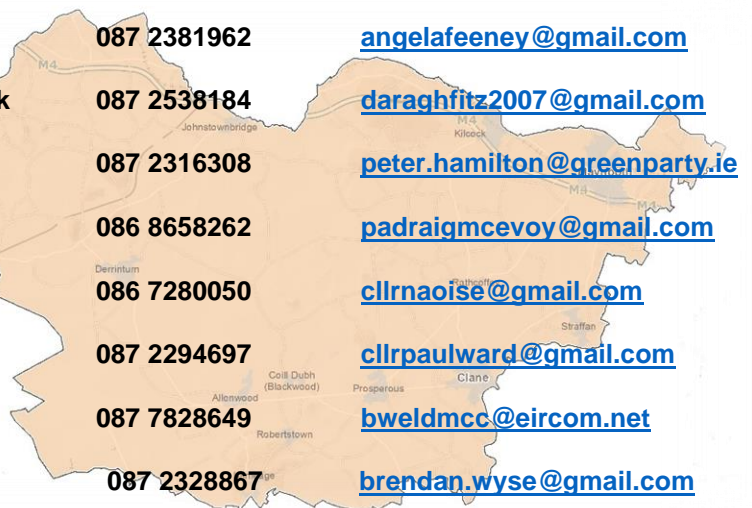 087 2381962 angelafeeney@gmail.com
M4
k 087 2538184 daraghfitz2007@gmail.com
Johnstownbridge M4
Kilcock
087 2316308 peter.hamilton@greenparty.ie
M4
M4
086 8658262 padraigmcevoy@gmail.com
Derrinturn
086 7280050 cllrnaoise@gmail.com
Straffan
087 2294697 cllrpaulward@gmail.com
Coill Dubh
(Blackwood) Prosperous Clane
Allenwood
087 7828649 bweldmcc@eircom.net
Robertstown
087 2328867 brendan.wyse@gmail.com